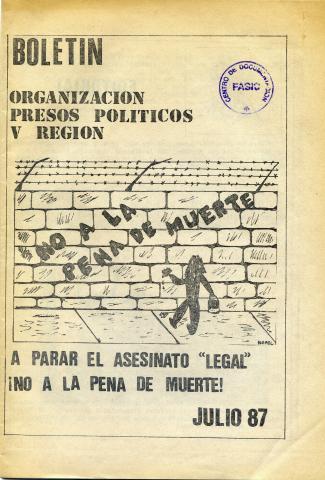 BOLETIN
CENTRO DE DOCUMENTACION
FASIC
ORGANIZACION
PRESOS POLITICOS
V REGION
NO A LA
PENA DE MUERTE
A PARAR EL ASESINATO "LEGAL"
¡NO A LA PENA DE MUERTE!
JULIO 87